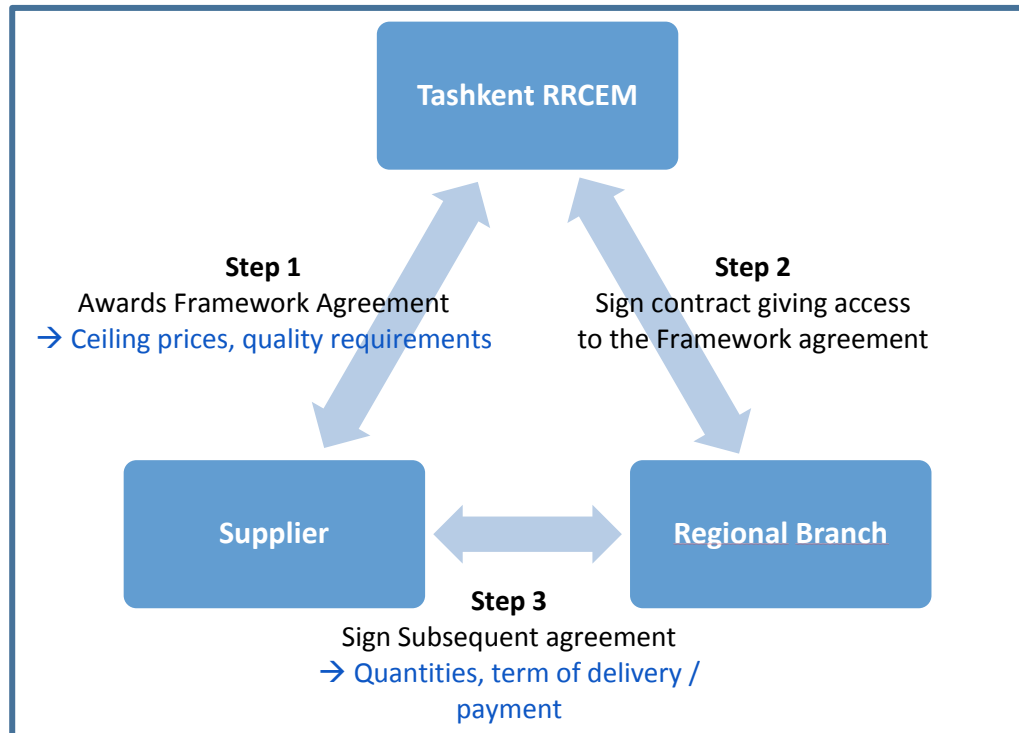 Tashkent RRCEM
Step 1
Awards Framework Agreement
→ Ceiling prices, quality requirements
Step 2
Sign contract giving access
to the Framework agreement
Supplier
Regional Branch
Step 3
Sign Subsequent agreement
→ Quantities, term of delivery /
payment